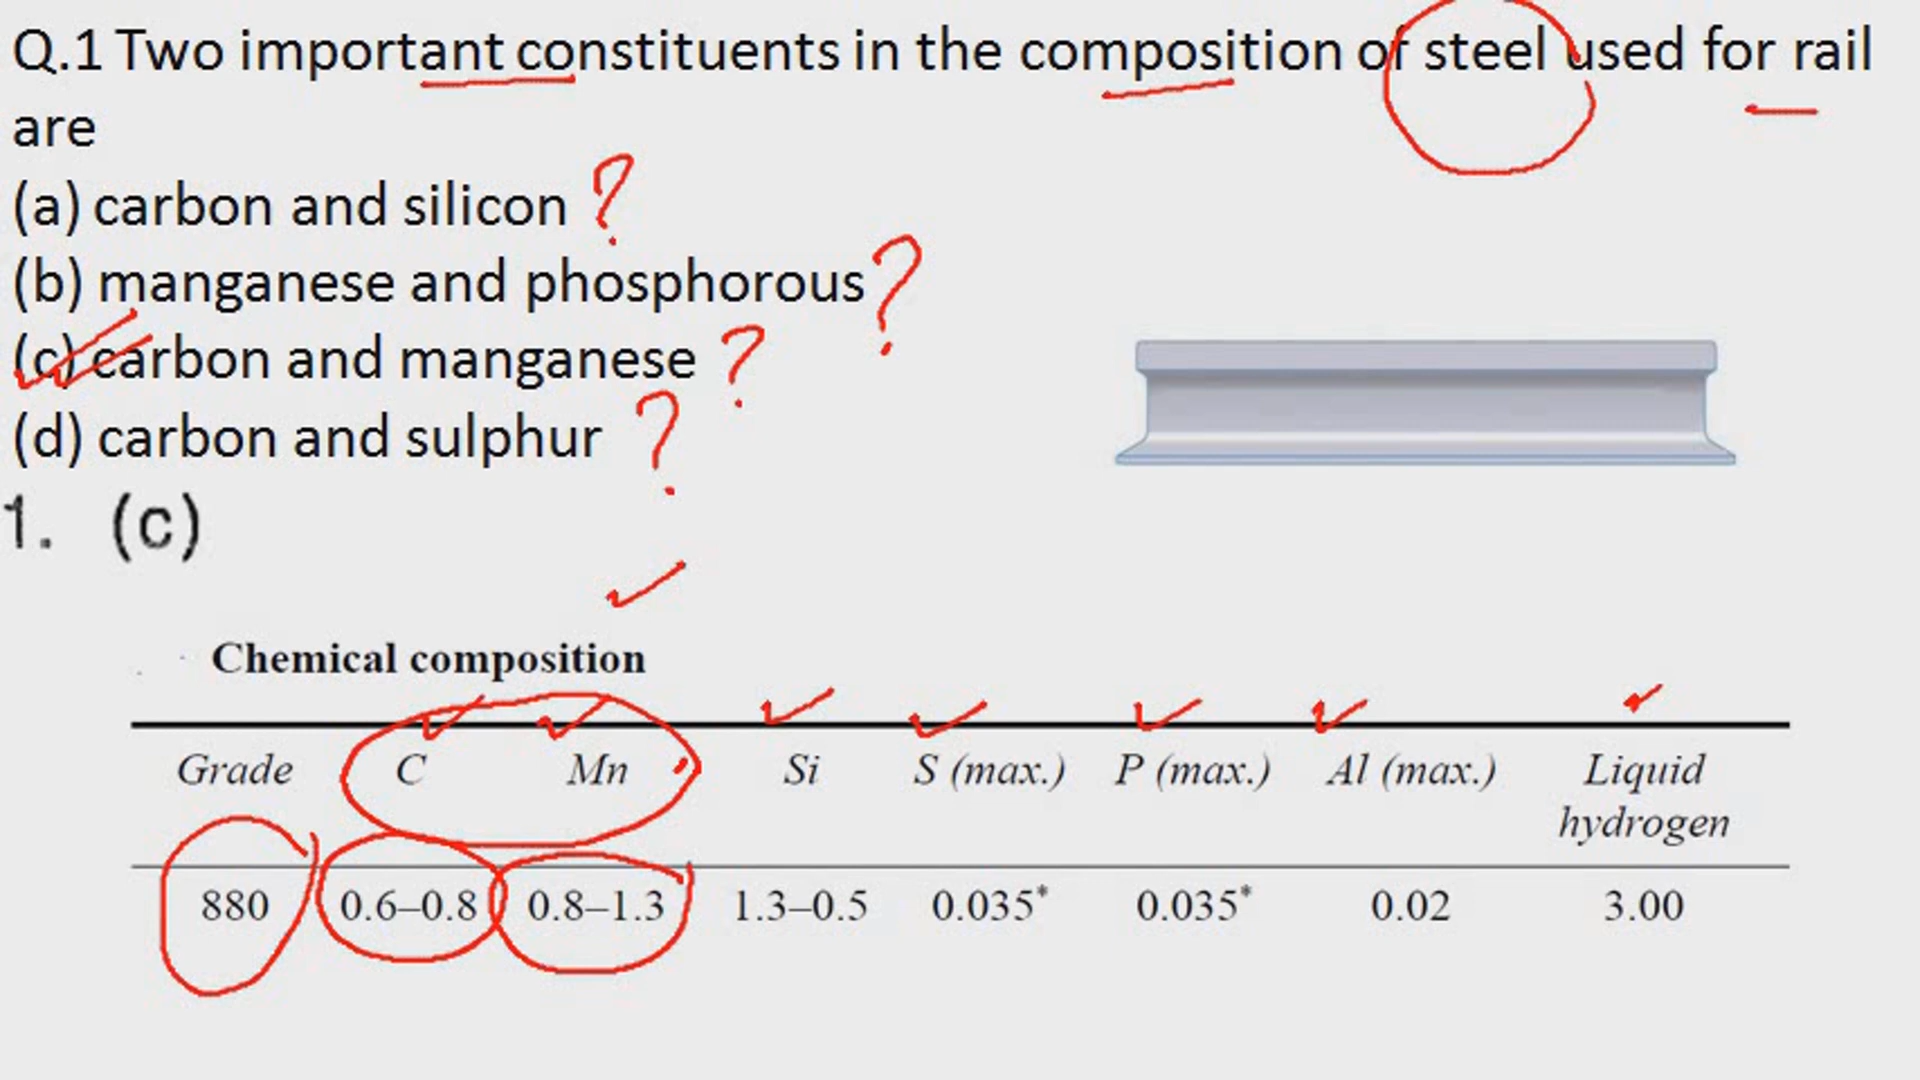 Q.1 Two important constituents in the composition of steel used for rail
are
(a) carbon and silicon ?
(b) manganese and phosphorous ?
(c) carbon and manganese ?
(d) carbon and sulphur ?
1. (c)
Chemical composition
Grade C Mn Si S (max.) P (max.) Al (max.) Liquid
hydrogen
880 0.6–0.8 0.8–1.3 1.3–0.5 0.035* 0.035* 0.02 3.00